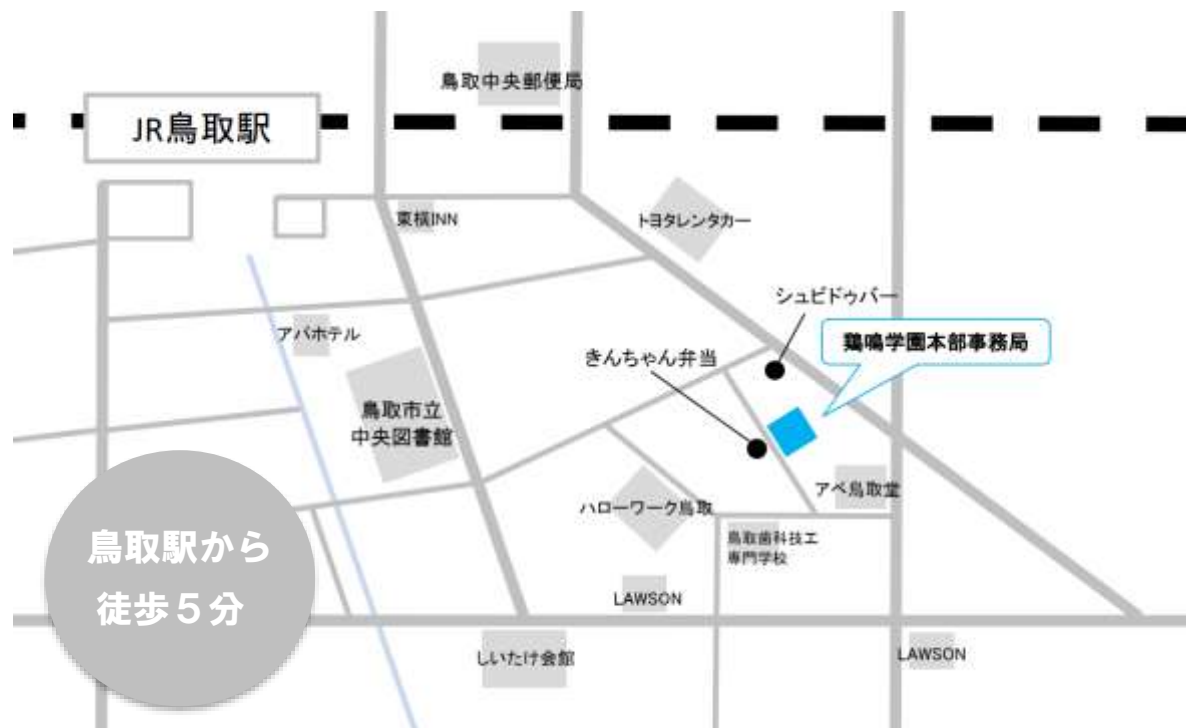 鳥取中央郵便局
JR鳥取駅
東横INN
トヨタレンタカー
シュビドゥバー
アパホテル
鶏鳴学園本部事務局
きんちゃん弁当
鳥取市立
中央図書館
アベ鳥取堂
ハローワーク鳥取
鳥取歯科技工
専門学校
鳥取駅から
徒歩５分
LAWSON
しいたけ会館
LAWSON